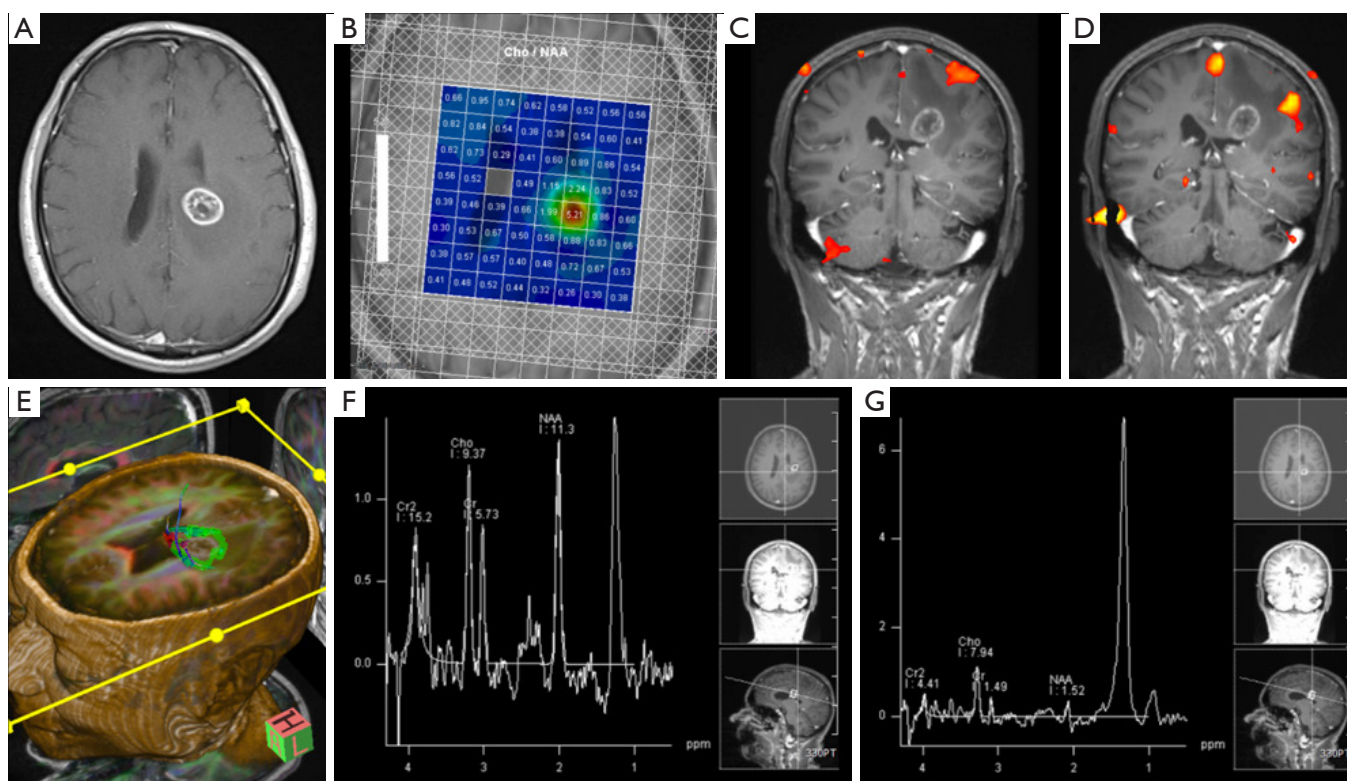 A
B
Cho / NAA
0.66 0.95 0.74 0.62 0.58 0.52 0.56 0.56
0.82 0.84 0.54 0.38 0.38 0.54 0.60 0.41
0.62 0.73 0.29 0.41 0.60 0.89 0.66 0.54
0.56 0.52 0.49 1.15 2.24 0.83 0.52
0.39 0.46 0.39 0.66 1.99 5.21 0.86 0.60
0.30 0.53 0.67 0.50 0.58 0.88 0.83 0.66
0.38 0.57 0.57 0.40 0.48 0.72 0.67 0.53
0.41 0.48 0.52 0.44 0.32 0.26 0.30 0.38
C
D
E
H
L
F
NAA
I : 11.3
Cho
I : 9.37
Cr2
I : 15.2
Cr
I : 5.73
1.0
0.5
0.0
ppm
4 3 2 1
G
6
4
2
0
Cho
I : 7.94
Cr2
I : 4.41
Cr
1.49
NAA
I : 1.52
ppm
4 3 2 1
330PT